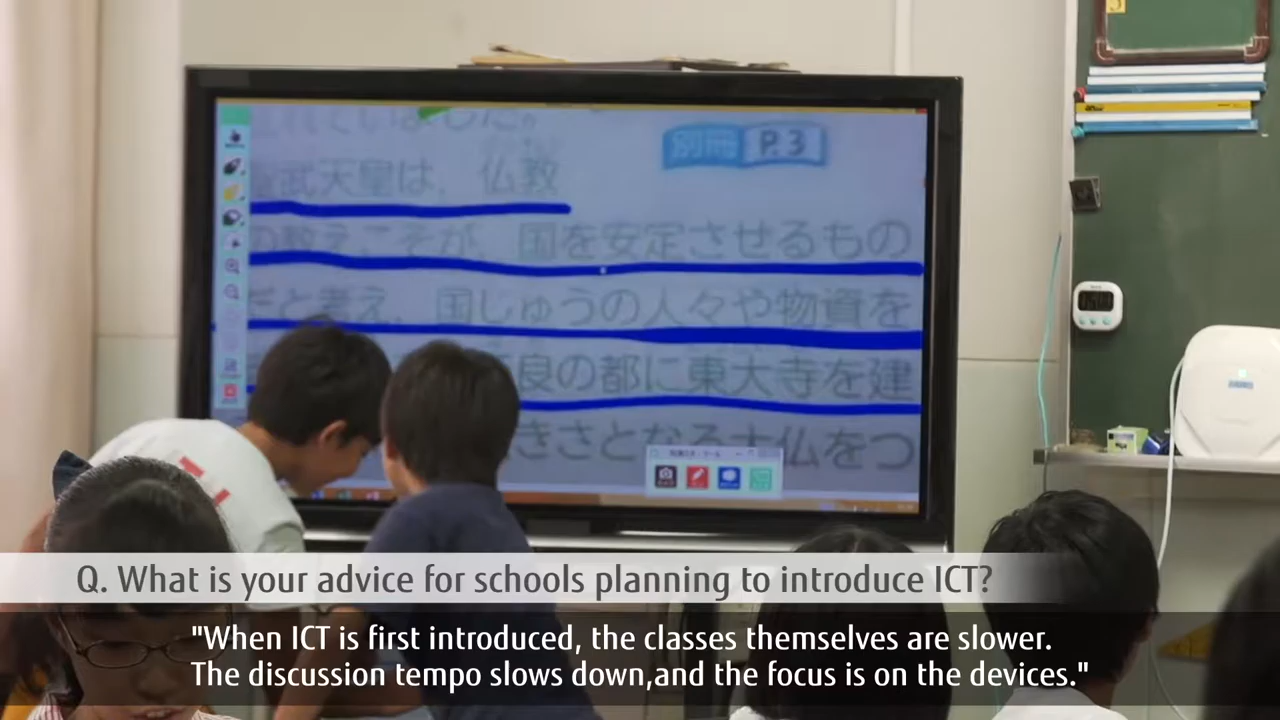 別冊 P.3
武天皇は、仏教
の教えこそが、国を安定させるもの
だと考え、国じゅうの人々や物資を
良の都に東大寺を建
きさとなる大仏をつ
Q. What is your advice for schools planning to introduce ICT?
"When ICT is first introduced, the classes themselves are slower.
The discussion tempo slows down,and the focus is on the devices."